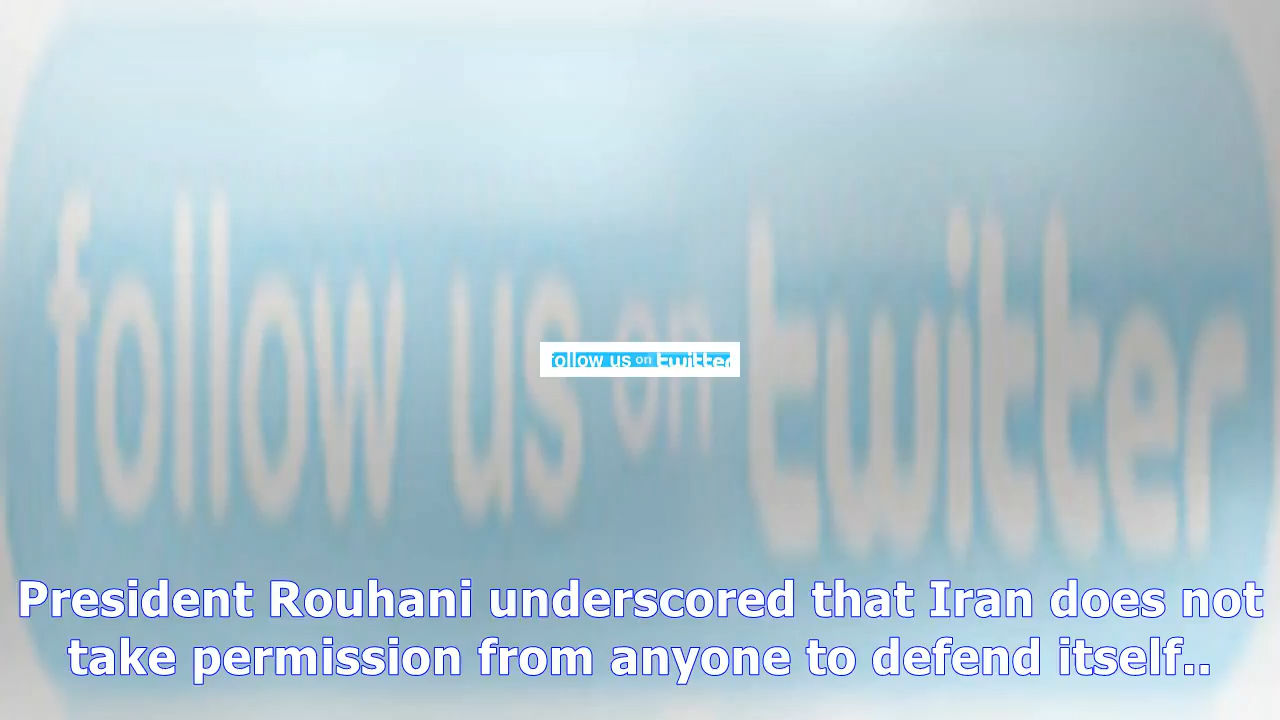 follow us on twitter
follow us on twitter
President Rouhani underscored that Iran does not
take permission from anyone to defend itself..